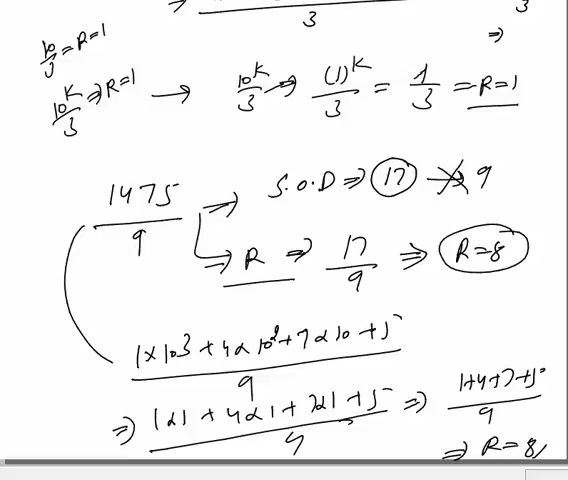 ⇒ 3 3
10/3 = R=1 ⇒
10^K/3 ⇒ R=1 → 10^K/3 → (1)^K/3 = 1/3 = R=1
1475/9 → S.O.D ⇒ 17 → 9
⇒ R ⇒ 17/9 ⇒ R=8
1×10^3 + 4×10^2 + 7×10 + 5 / 9
⇒ 1×1 + 4×1 + 7×1 + 5 / 9 ⇒ 1+4+7+5 / 9
⇒ R=8